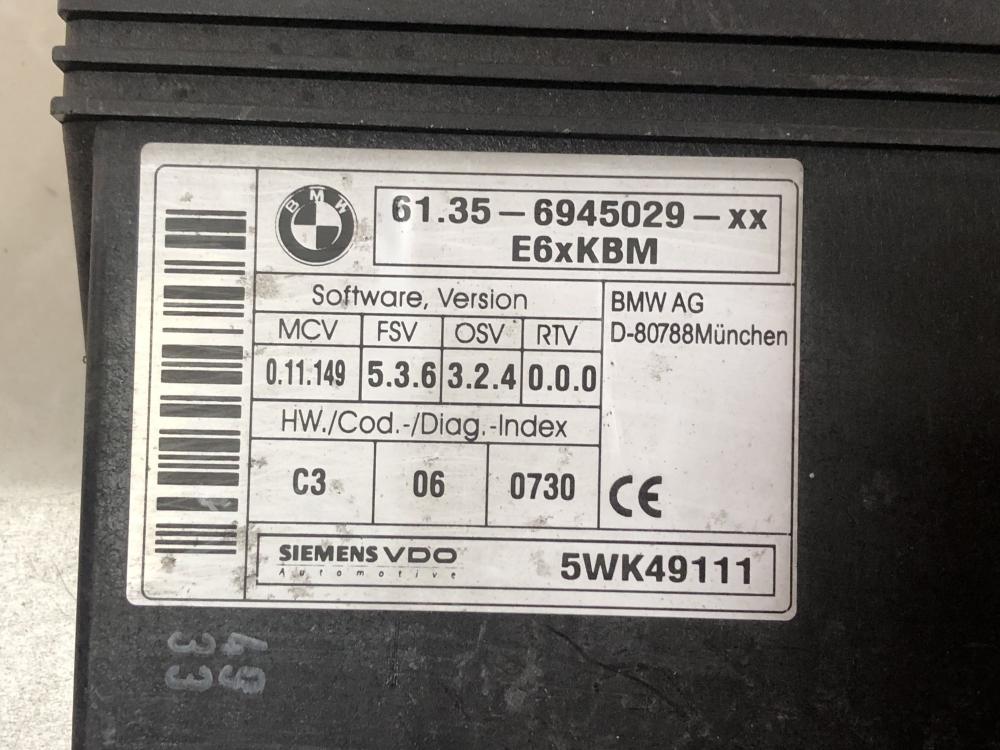 BMW
61.35-6945029-xx
E6xKBM
Software, Version
MCV FSV OSV RTV
0.11.149 5.3.6 3.2.4 0.0.0
HW./Cod.-/Diag.-Index
C3 06 0730
BMW AG
D-80788München
CE
SIEMENS VDO
Automotive
5WK49111